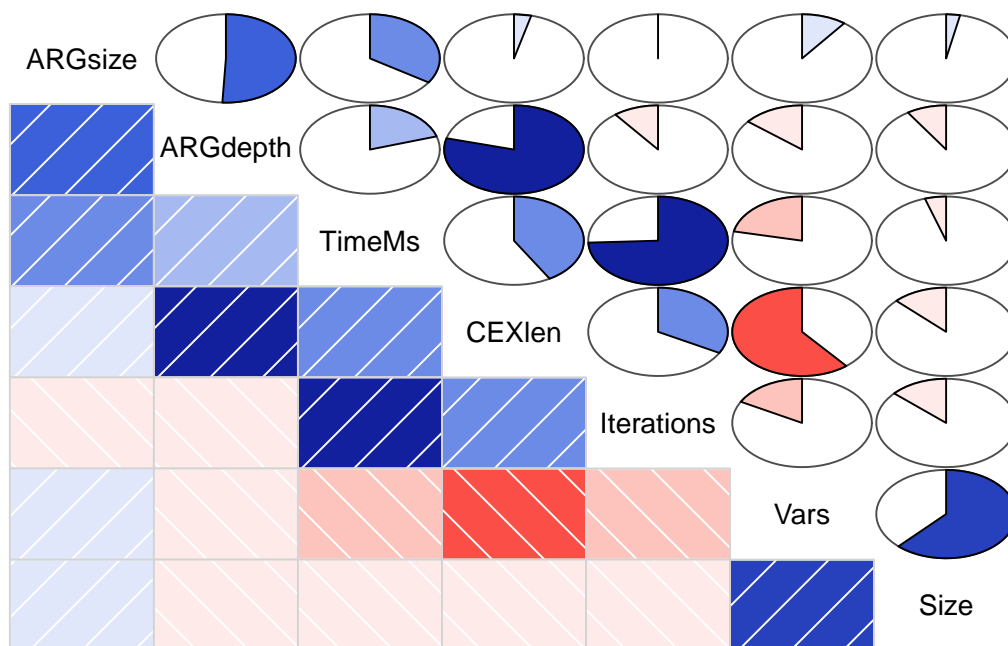 ARGsize
ARGdepth
TimeMs
CEXlen
Iterations
Vars
Size